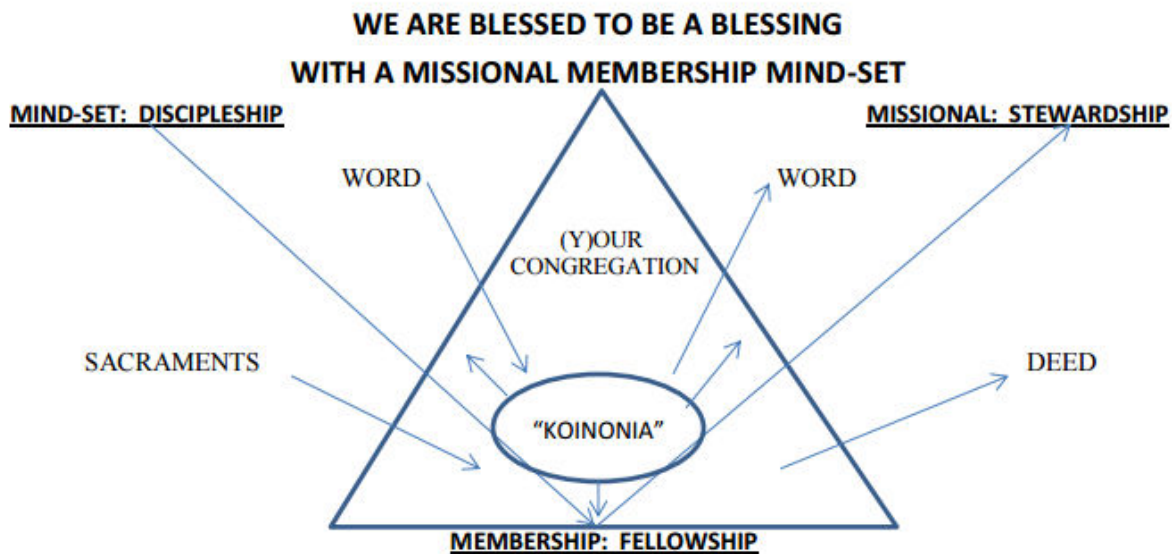 WE ARE BLESSED TO BE A BLESSING
WITH A MISSIONAL MEMBERSHIP MIND-SET
MIND-SET: DISCIPLESHIP
MISSIONAL: STEWARDSHIP
WORD
WORD
(Y)OUR
CONGREGATION
SACRAMENTS
DEED
“KOINONIA”
MEMBERSHIP: FELLOWSHIP